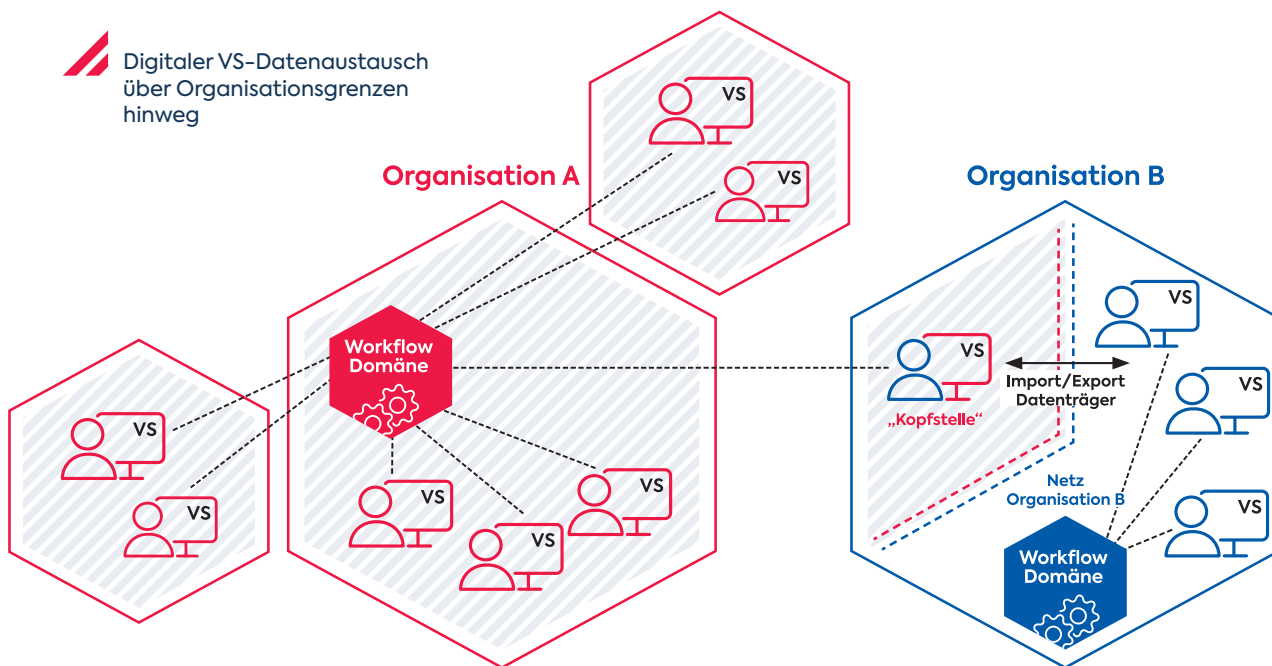 Digitaler VS-Datenaustausch
über Organisationsgrenzen
hinweg
VS
VS
Organisation A
Organisation B
Workflow
Domäne
VS
VS
VS
VS
VS
VS
VS
„Kopfstelle“
Import/Export
Datenträger
VS
VS
VS
Netz
Organisation B
Workflow
Domäne